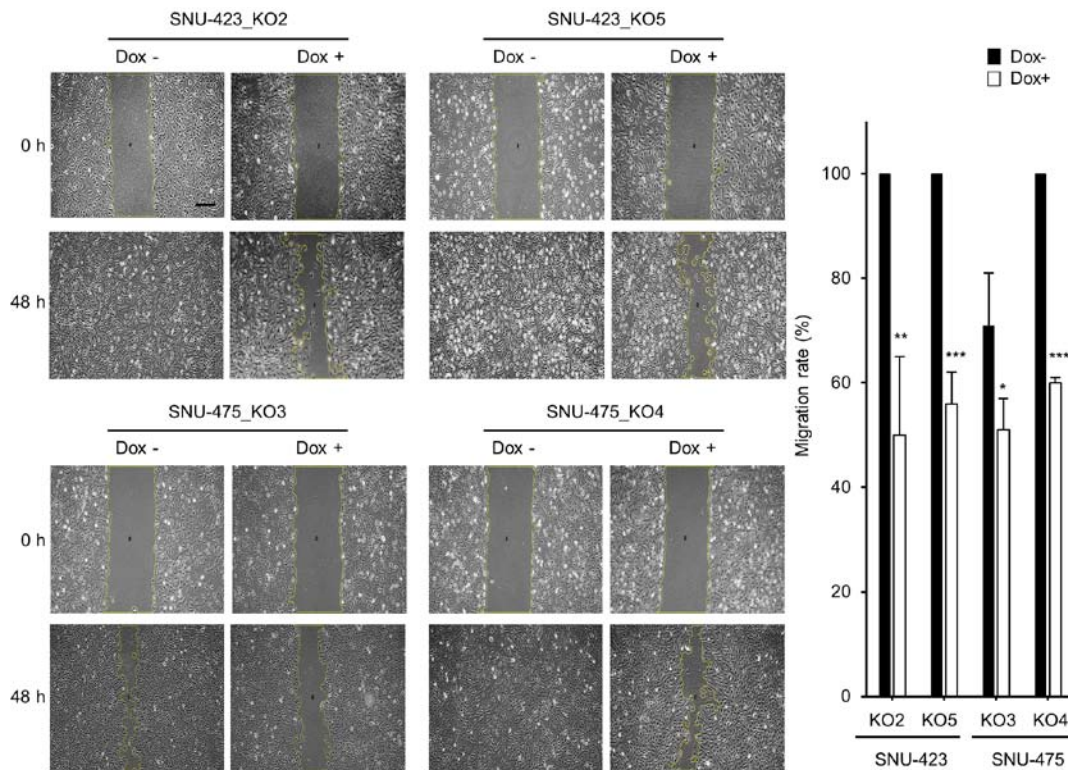 SNU-423_KO2
SNU-423_KO5
Dox -
Dox +
Dox -
Dox +
0 h
48 h
SNU-475_KO3
SNU-475_KO4
Dox -
Dox +
Dox -
Dox +
0 h
48 h
Dox-
Dox+
Migration rate (%)
100
80
60
40
20
0
**
***
*
***
KO2 KO5 KO3 KO4
SNU-423 SNU-475